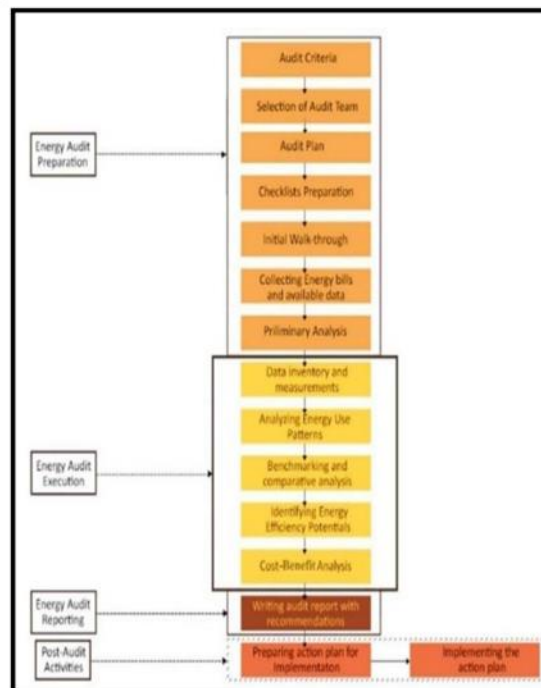 Audit Criteria
Selection of Audit Team
Energy Audit
Preparation
Audit Plan
Checklists Preparation
Initial Walk-through
Collecting Energy bills
and available data
Priliminary Analysis
Data inventory and
measurements
Analyzing Energy Use
Patterns
Energy Audit
Execution
Benchmarking and
comparative analysis
Identifying Energy
Efficiency Potentials
Cost-Benefit Analysis
Energy Audit
Reporting
Writing audit report with
recommendations
Post-Audit
Activities
Preparing action plan for
Implementaton
Implementing the
action plan